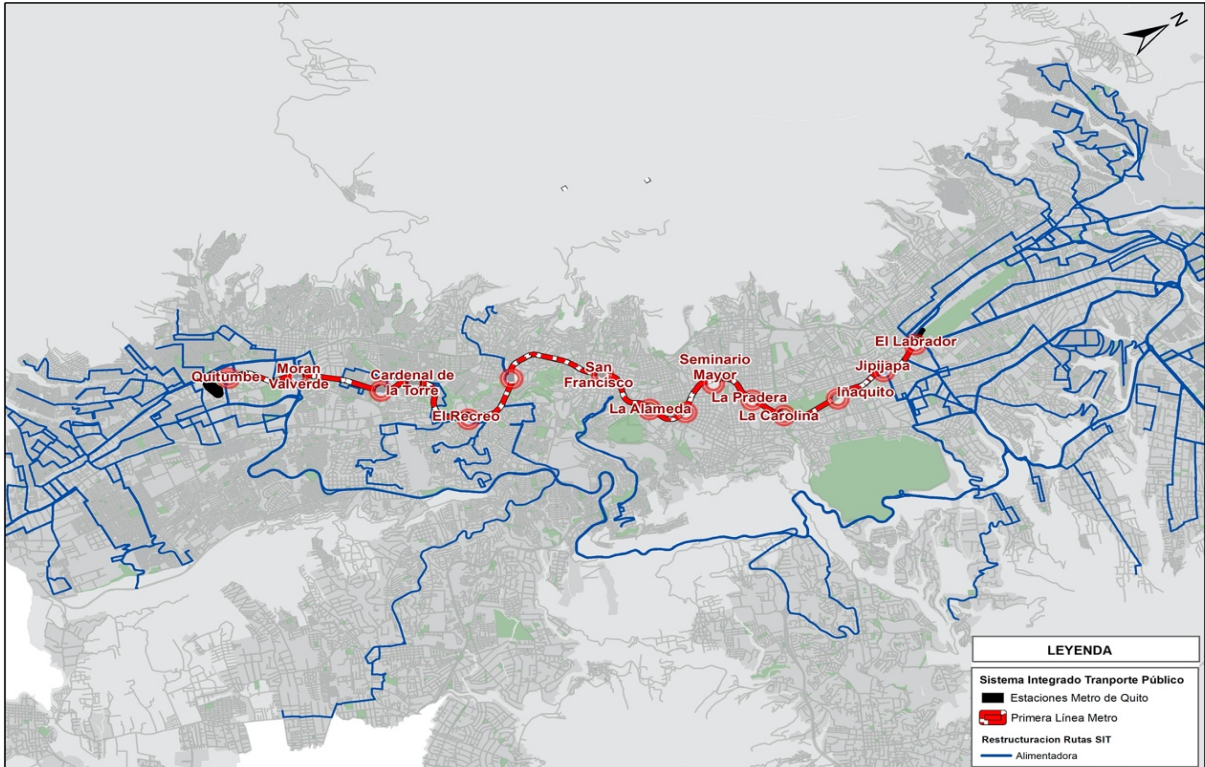 N
El Labrador
Jipijapa
Seminario
Mayor
San
Francisco
Cardenal de
la Torre
Moran
Valverde
Quitumbe
La Pradera
Iñaquito
La Alameda
La Carolina
El Recreo
LEYENDA
Sistema Integrado Tranporte Público
Estaciones Metro de Quito
Primera Línea Metro
Restructuracion Rutas SIT
Alimentadora